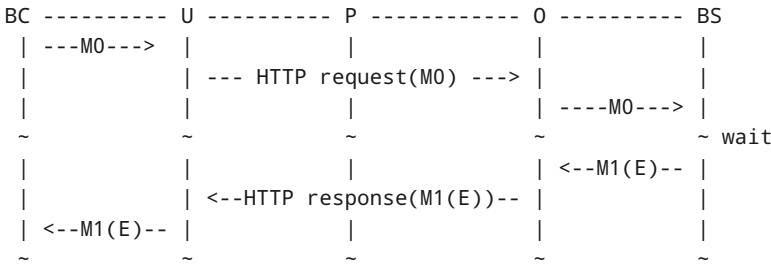 BC ---------- U ---------- P ------------ O ---------- BS
| ---M0---> | | | |
| | --- HTTP request(M0) ---> | |
| | | | ----M0---> |
~ ~ ~ ~ ~ wait
| | | | <--M1(E)-- |
| | <--HTTP response(M1(E))-- | |
| <--M1(E)-- | | | |
~ ~ ~ ~ ~